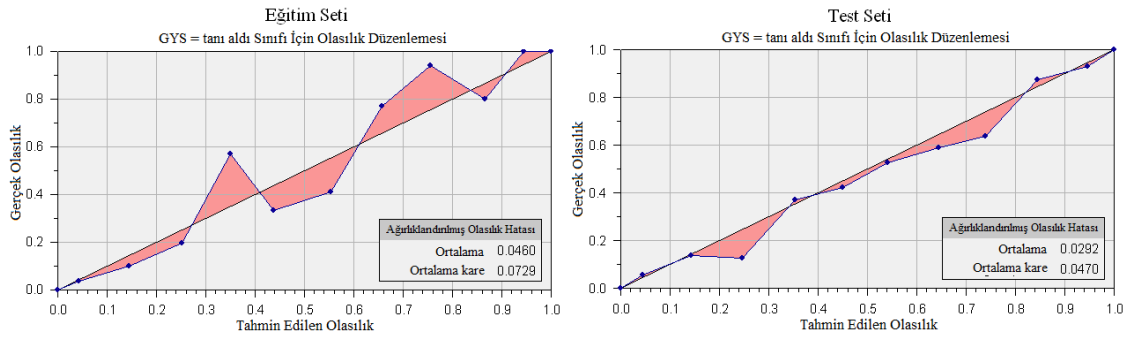 Eğitim Seti
GYS = tanı aldı Sınıfı İçin Olasılık Düzenlemesi
1.0
0.8
0.6
0.4
0.2
0.0
Gerçek Olasılık
Ağırlıklandırılmış Olasılık Hatası
Ortalama 0.0460
Ortalama kare 0.0729
0.0 0.1 0.2 0.3 0.4 0.5 0.6 0.7 0.8 0.9 1.0
Tahmin Edilen Olasılık
Test Seti
GYS = tanı aldı Sınıfı İçin Olasılık Düzenlemesi
1.0
0.8
0.6
0.4
0.2
0.0
Gerçek Olasılık
Ağırlıklandırılmış Olasılık Hatası
Ortalama 0.0292
Ortalama kare 0.0470
0.0 0.1 0.2 0.3 0.4 0.5 0.6 0.7 0.8 0.9 1.0
Tahmin Edilen Olasılık